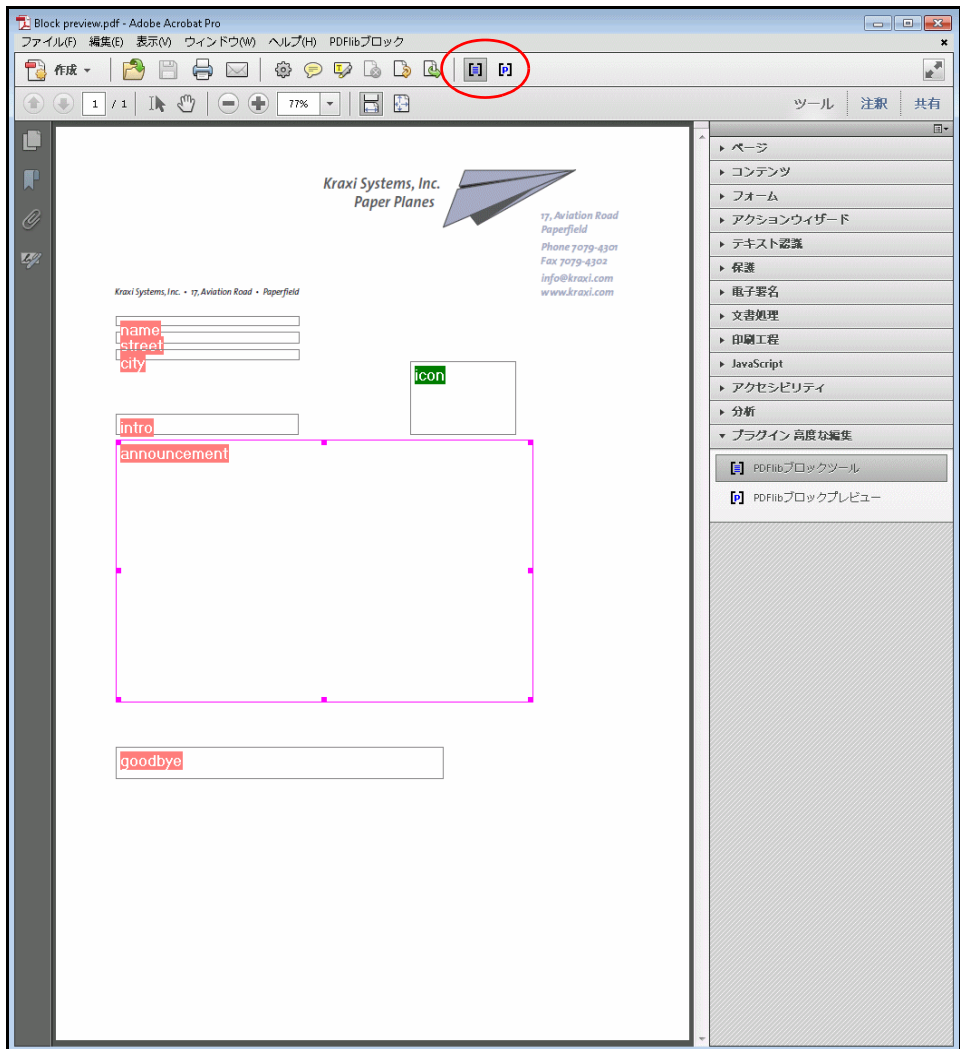 Block preview.pdf - Adobe Acrobat Pro
ファイル(F) 編集(E) 表示(V) ウィンドウ(W) ヘルプ(H) PDFlibブロック
作成
1 / 1 77% ツール 注釈 共有
Kraxi Systems, Inc.
Paper Planes
17, Aviation Road
Paperfield
Phone 7079-4301
Fax 7079-4302
info@kraxi.com
www.kraxi.com
Kraxi Systems, Inc. • 17, Aviation Road • Paperfield
name
street
city
icon
intro
announcement
goodbye
ページ
コンテンツ
フォーム
アクションウィザード
テキスト認識
保護
電子署名
文書処理
印刷工程
JavaScript
アクセシビリティ
分析
プラグイン 高度な編集
PDFlibブロックツール
PDFlibブロックプレビュー